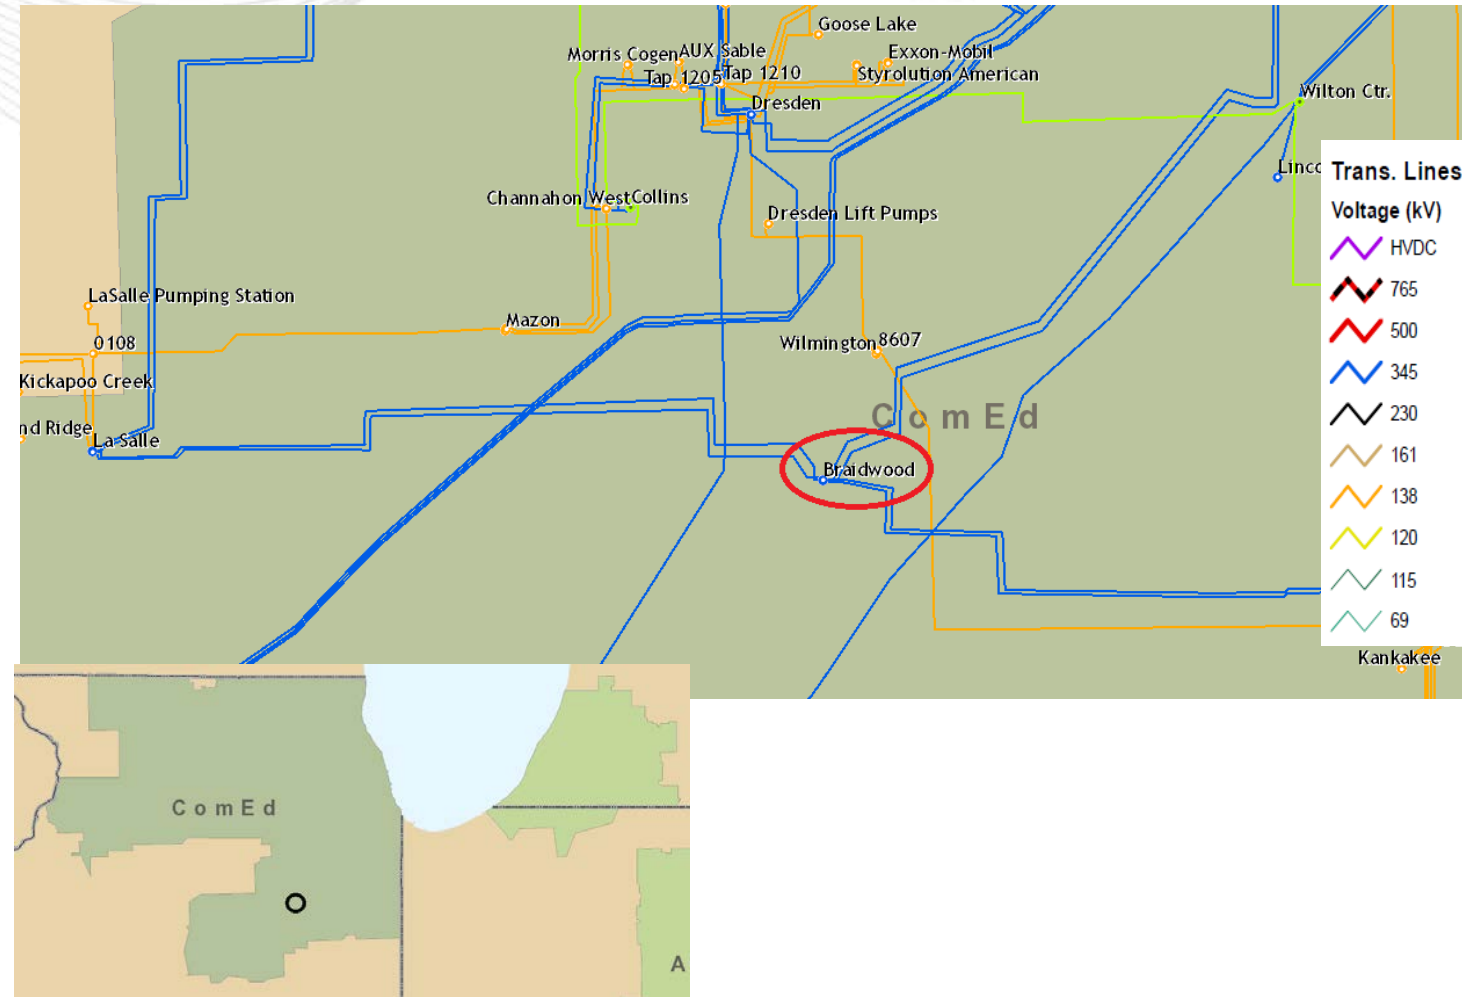 Goose Lake
Morris Cogen
AUX Sable
Exxon-Mobil
Tap 1205
Tap 1210
Styrolution American
Dresden
Wilton Ctr.
Linco
Channahon West
Collins
Dresden Lift Pumps
LaSalle Pumping Station
Mazon
0108
Wilmington
8607
Kickapoo Creek
ComEd
nd Ridge
La Salle
Braidwood
Kankakee
Trans. Lines
Voltage (kV)
HVDC
765
500
345
230
161
138
120
115
69
ComEd
A